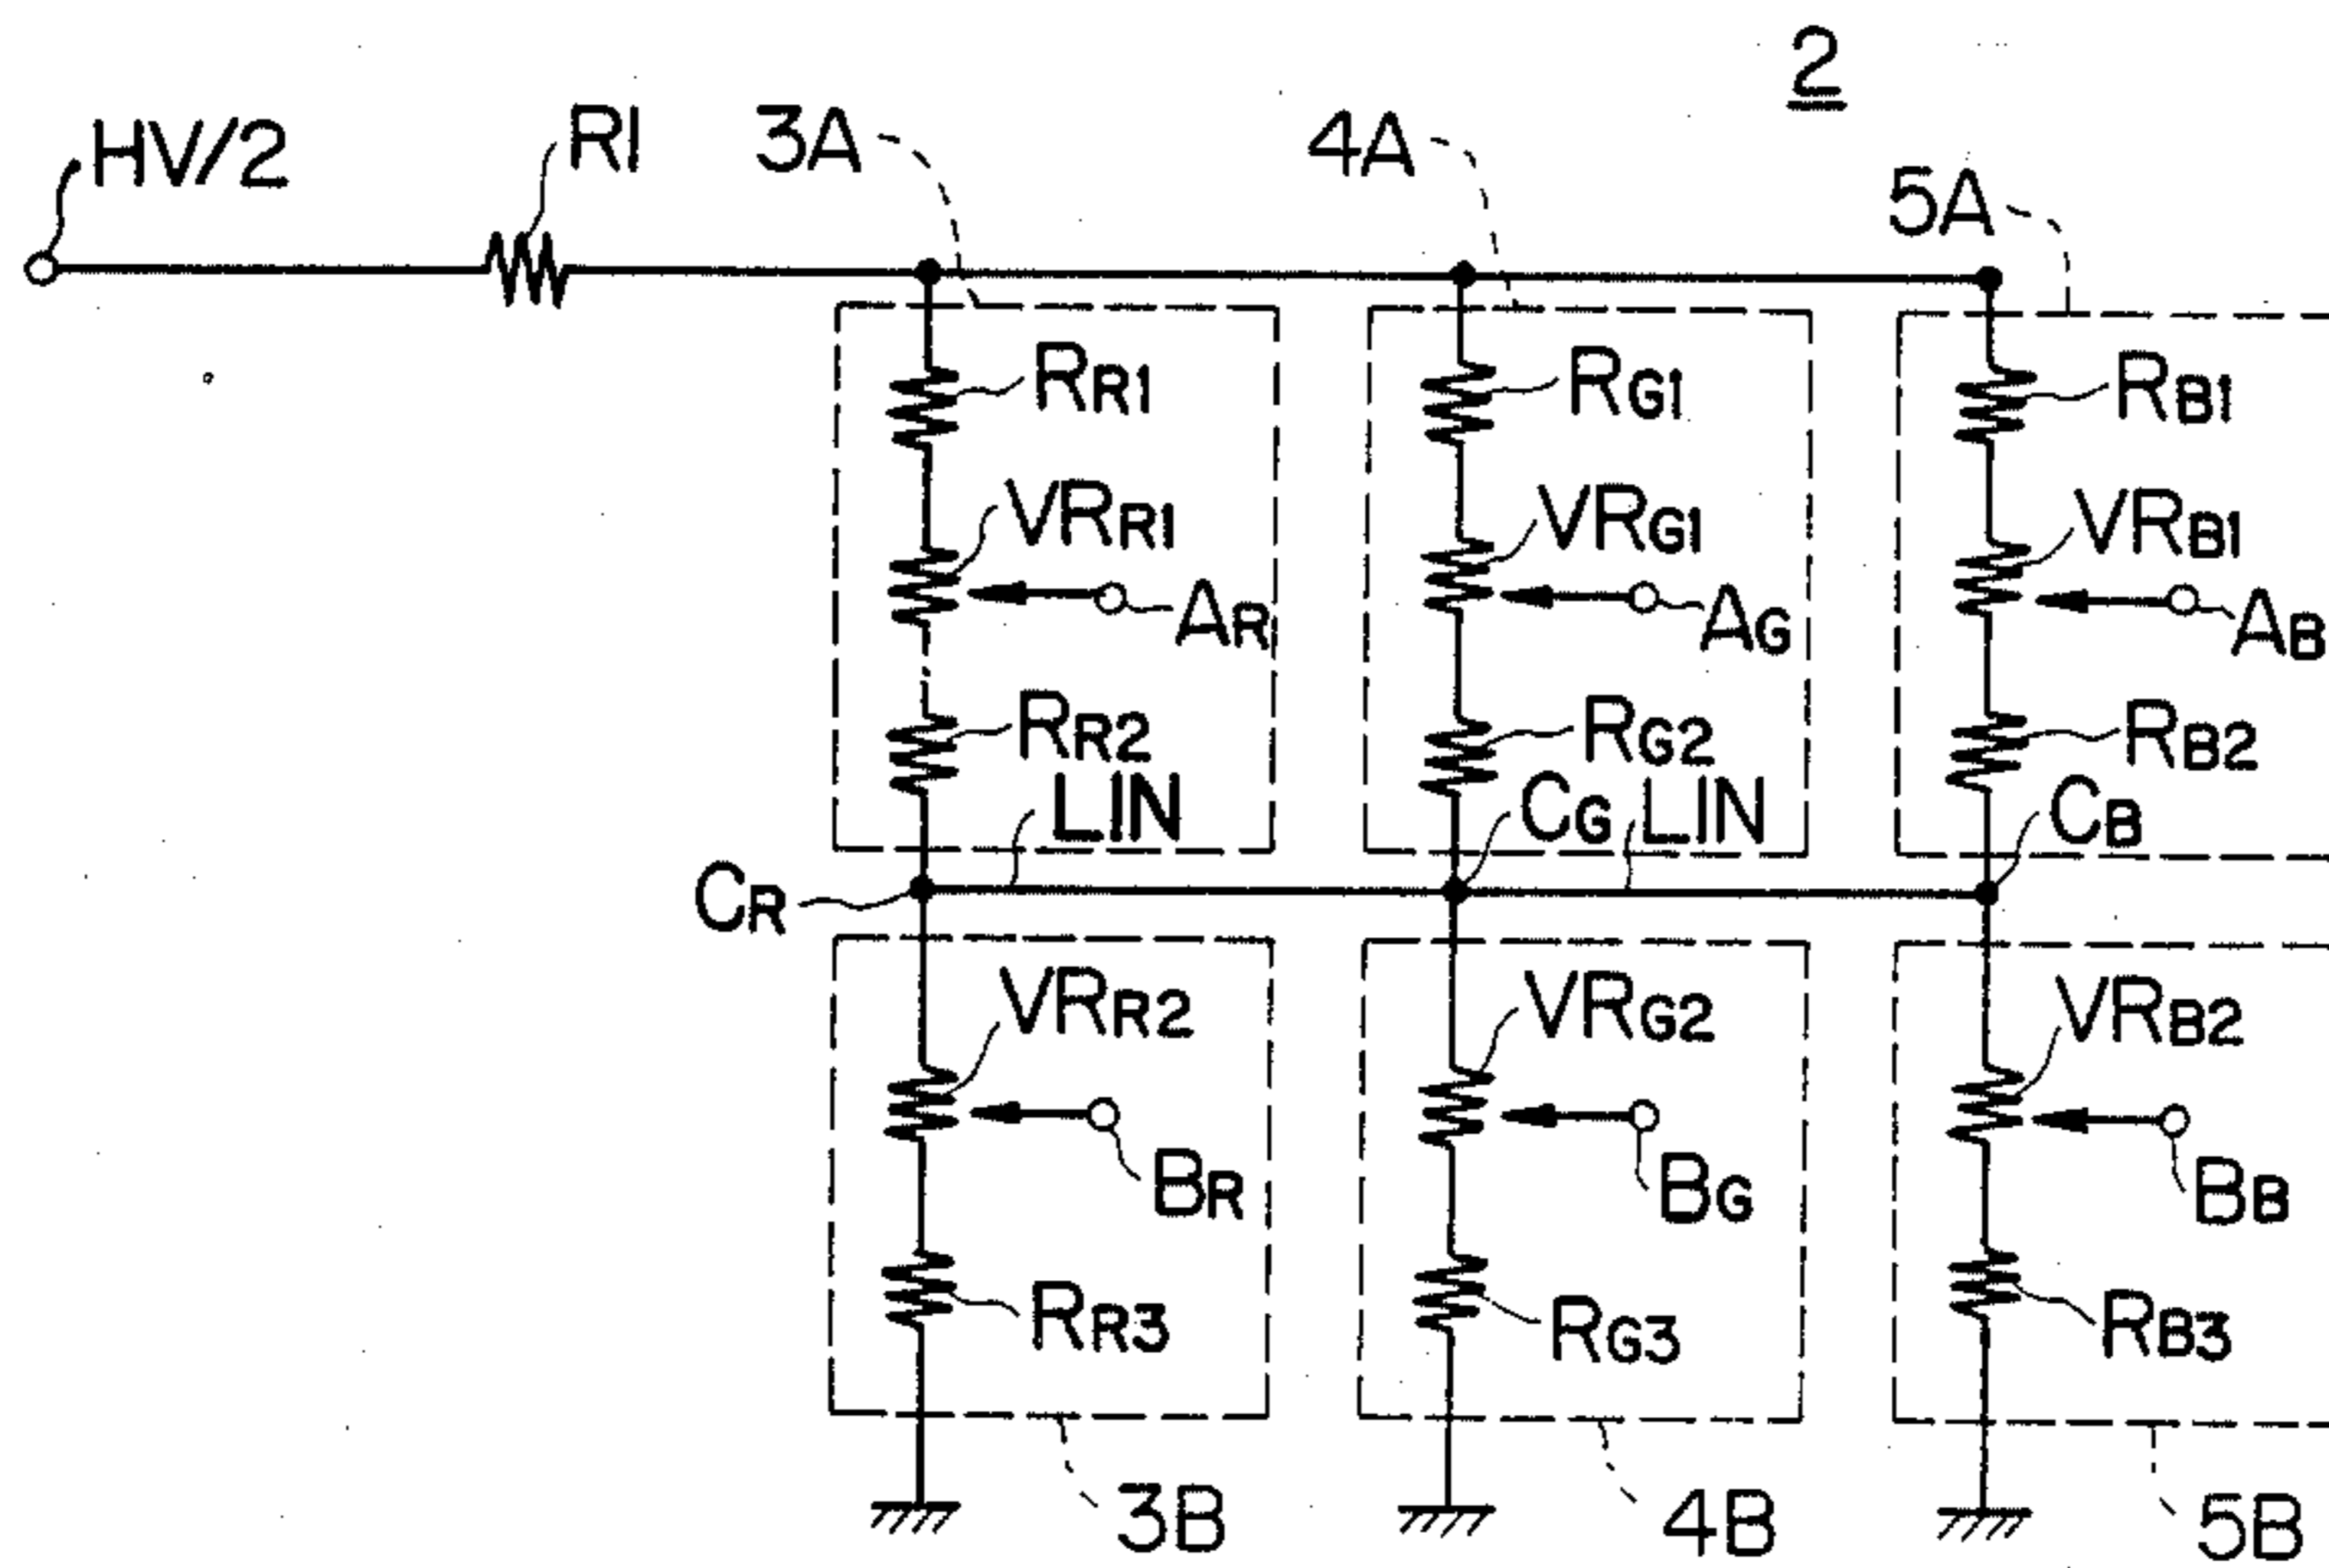 2
HV/2 R1 3A 4A 5A
RR1 RG1 RB1
VRR1 VRG1 VRB1
AR AG AB
RR2 RG2 RB2
LIN CG LIN CB
CR
VRR2 VRG2 VRB2
BR BG BB
RR3 RG3 RB3
3B 4B 5B